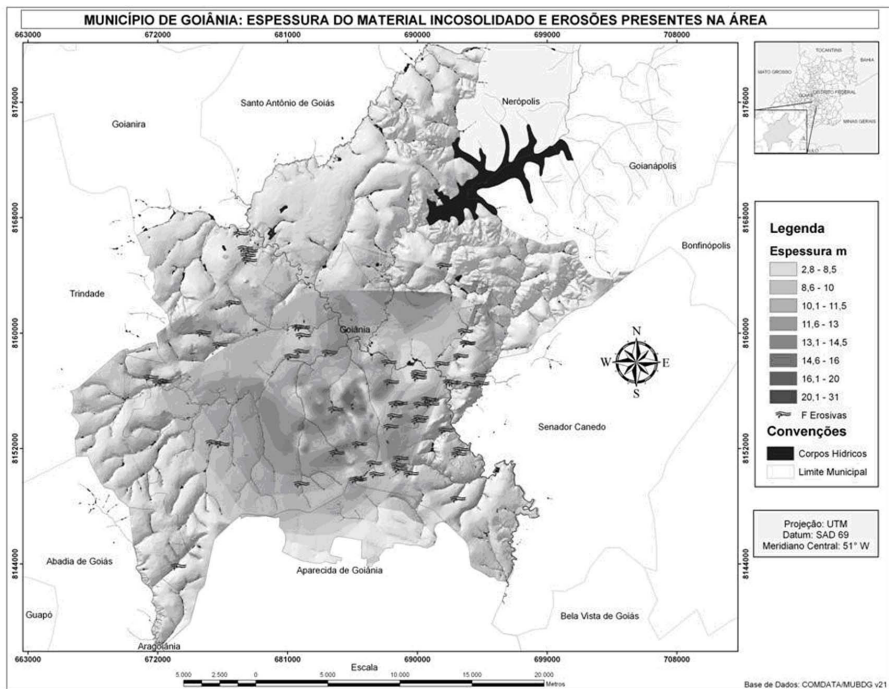 MUNICÍPIO DE GOIÂNIA: ESPESSURA DO MATERIAL INCOSOLIDADO E EROSÕES PRESENTES NA ÁREA
663000 672000 681000 690000 699000 708000
8176000
8168000
8160000
8152000
8144000
Santo Antônio de Goiás
Nerópolis
Goianira
Goianápolis
Bonfinópolis
Trindade
Goiânia
Senador Canedo
Abadia de Goiás
Aparecida de Goiânia
Guapó
Bela Vista de Goiás
Aragoiânia
N
W E
S
TOCANTINA
BAHIA
MATO GROSSO
GOIÁS
DISTRITO FEDERAL
MINAS GERAIS
Legenda
Espessura m
2,8 - 8,5
8,6 - 10
10,1 - 11,5
11,6 - 13
13,1 - 14,5
14,6 - 16
16,1 - 20
20,1 - 31
F Erosivas
Convenções
Corpos Hídricos
Limite Municipal
Projeção: UTM
Datum: SAD 69
Meridiano Central: 51° W
8176000
8168000
8160000
8152000
8144000
663000 672000 681000 690000 699000 708000
Escala
5.000 2.500 0 5.000 10.000 15.000 20.000
Metros
Base de Dados: COMDATA/MUBDG v21